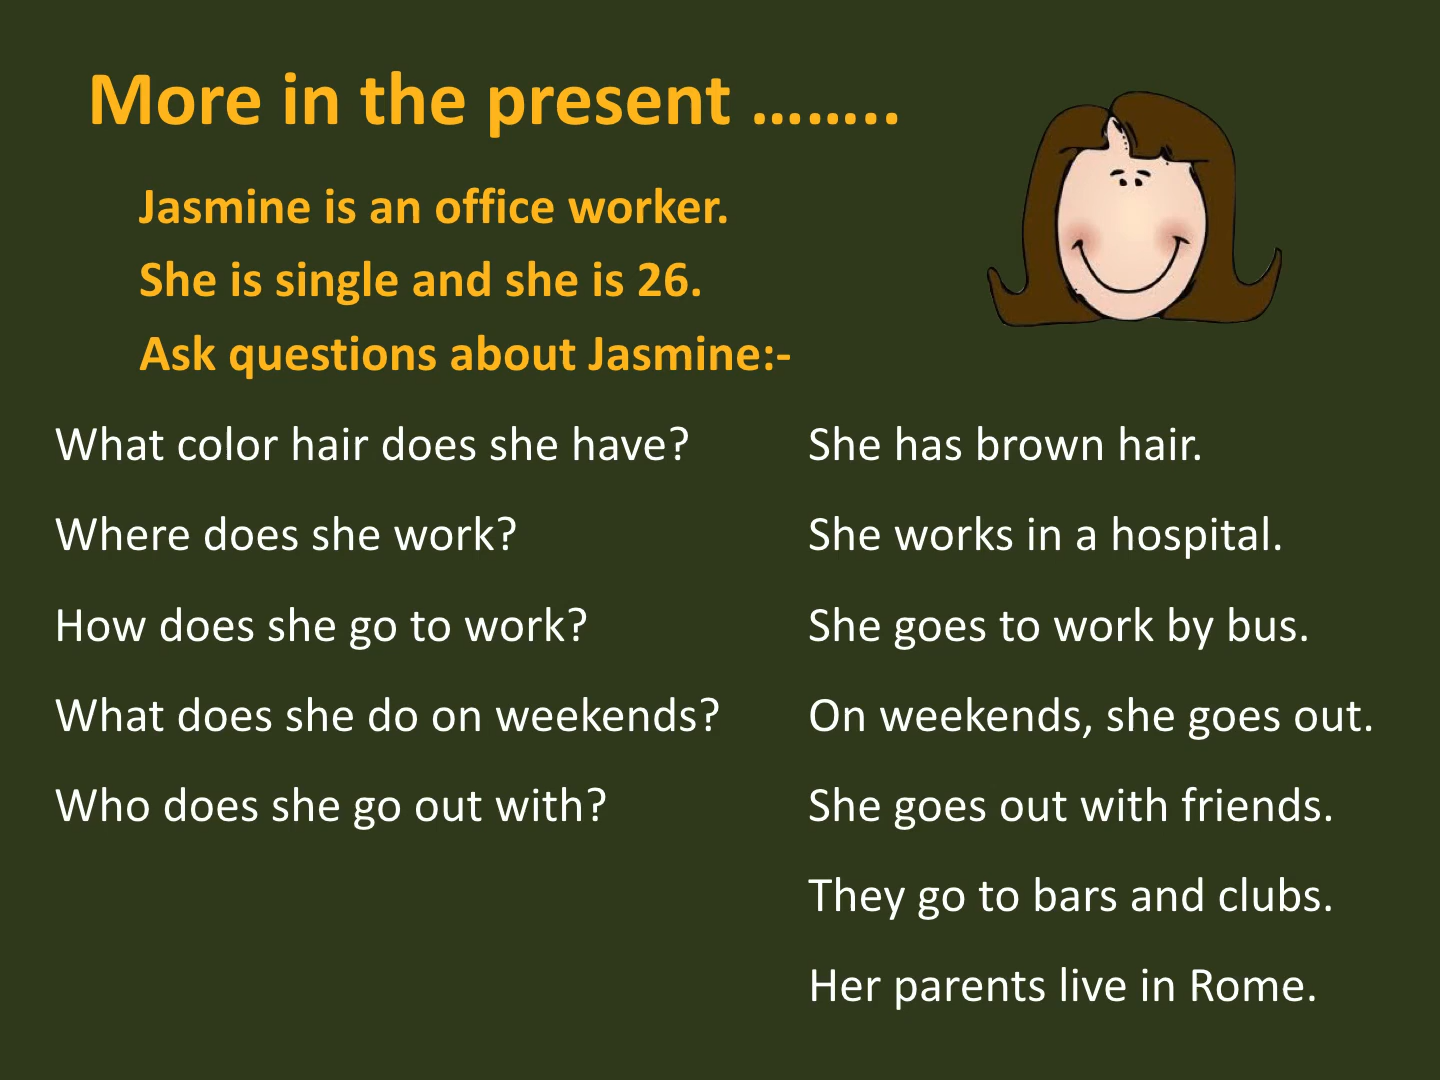 More in the present ……..
Jasmine is an office worker.
She is single and she is 26.
Ask questions about Jasmine:-
What color hair does she have? She has brown hair.
Where does she work? She works in a hospital.
How does she go to work? She goes to work by bus.
What does she do on weekends? On weekends, she goes out.
Who does she go out with? She goes out with friends.
They go to bars and clubs.
Her parents live in Rome.